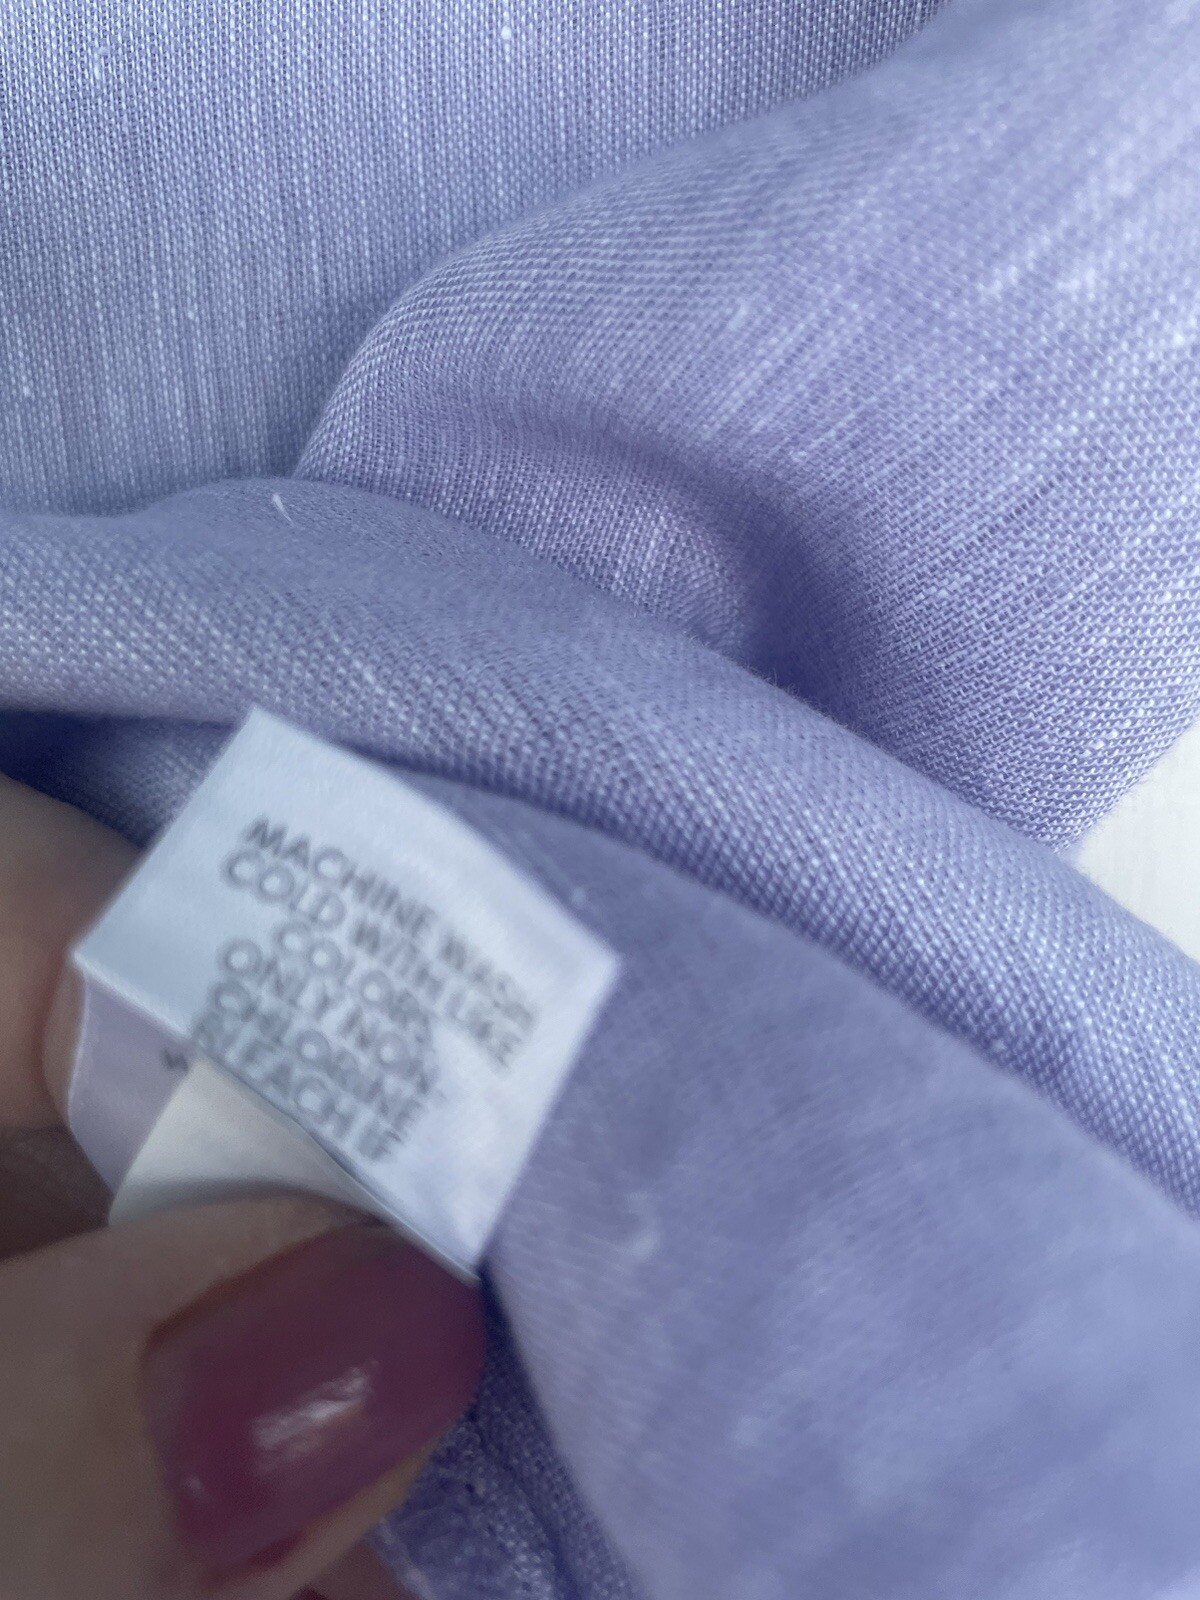 MACHINE WASH
COLD WITH LIKE
COLORS
ONLY NON-
CHLORINE
BLEACH IF